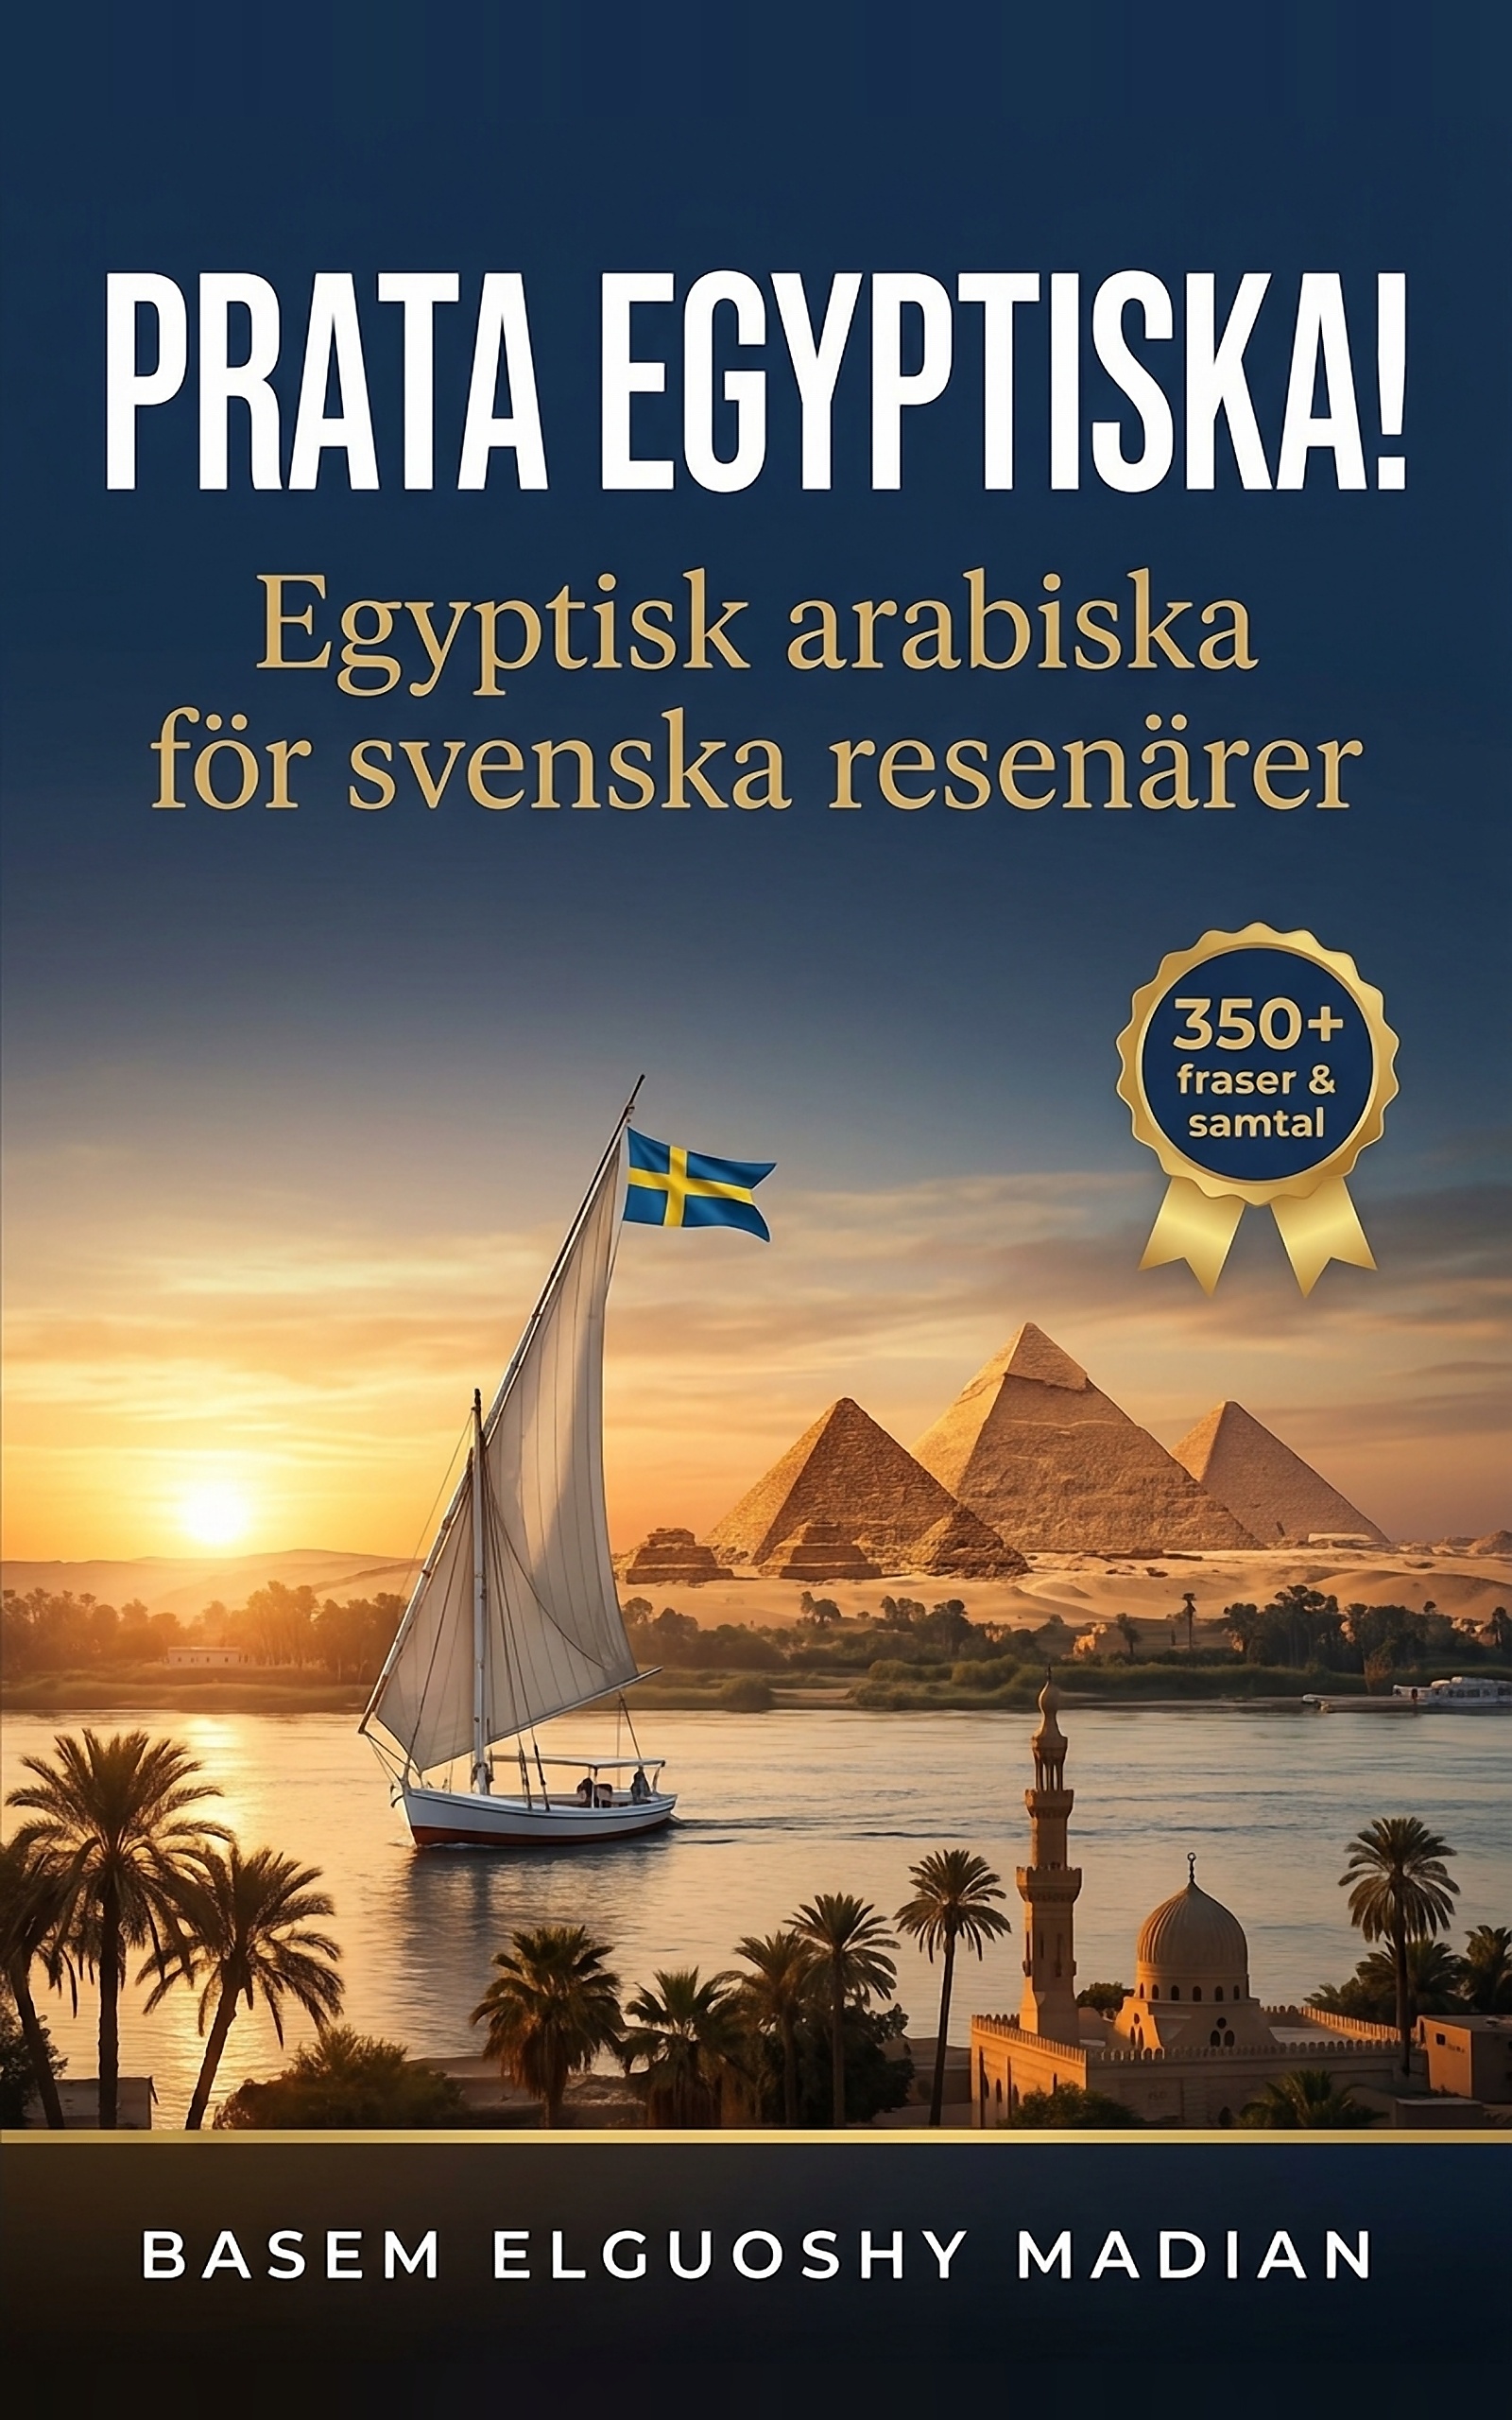 PRATA EGYPTISKA!
Egyptisk arabiska
för svenska resenärer
350+
fraser &
samtal
BASEM ELGUOSHY MADIAN